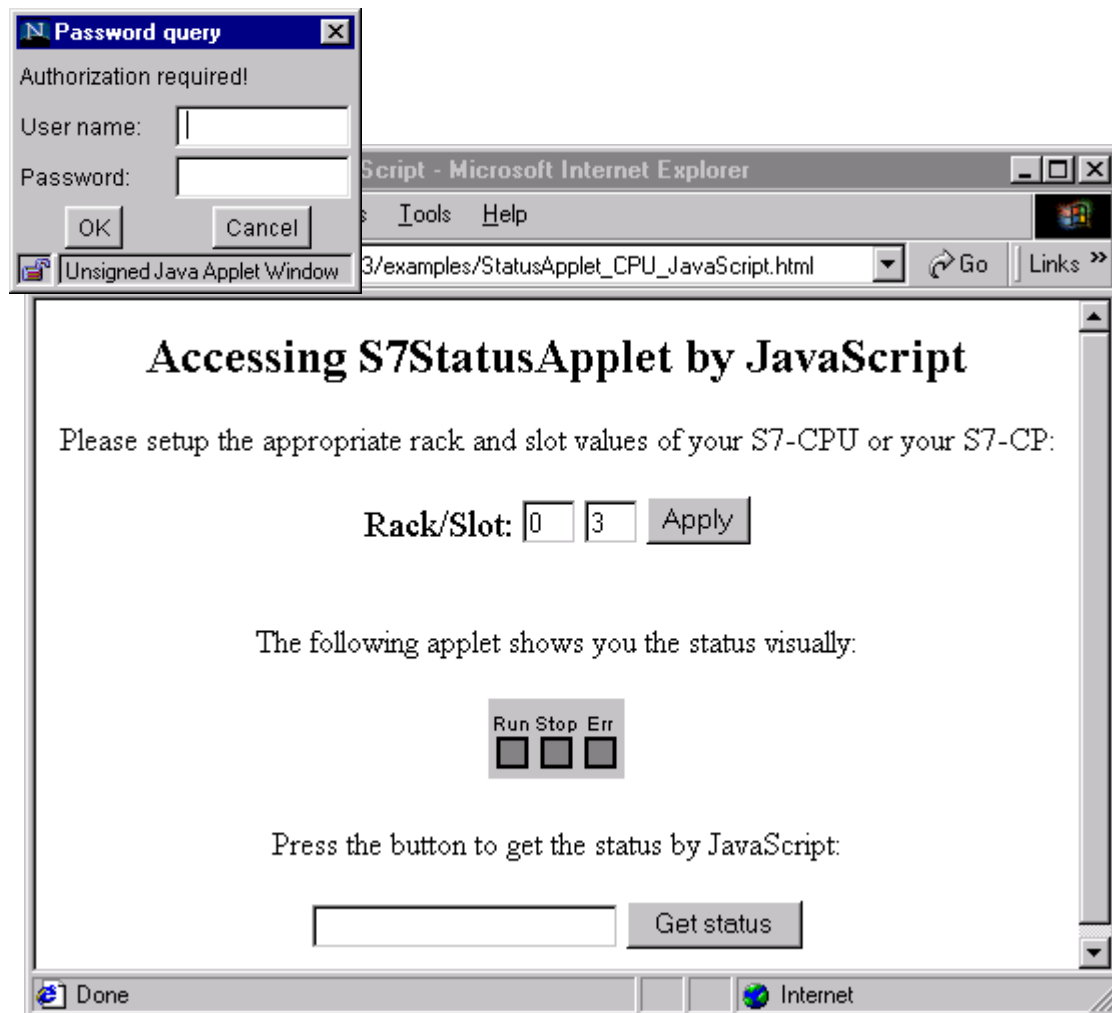 Password query
Authorization required!
User name:
Password:
OK Cancel
Unsigned Java Applet Window
Script - Microsoft Internet Explorer
Tools Help
3/examples/StatusApplet_CPU_JavaScript.html Go Links »
Accessing S7StatusApplet by JavaScript
Please setup the appropriate rack and slot values of your S7-CPU or your S7-CP:
Rack/Slot: 0 3 Apply
The following applet shows you the status visually:
Run Stop Err
Press the button to get the status by JavaScript:
Get status
Done Internet